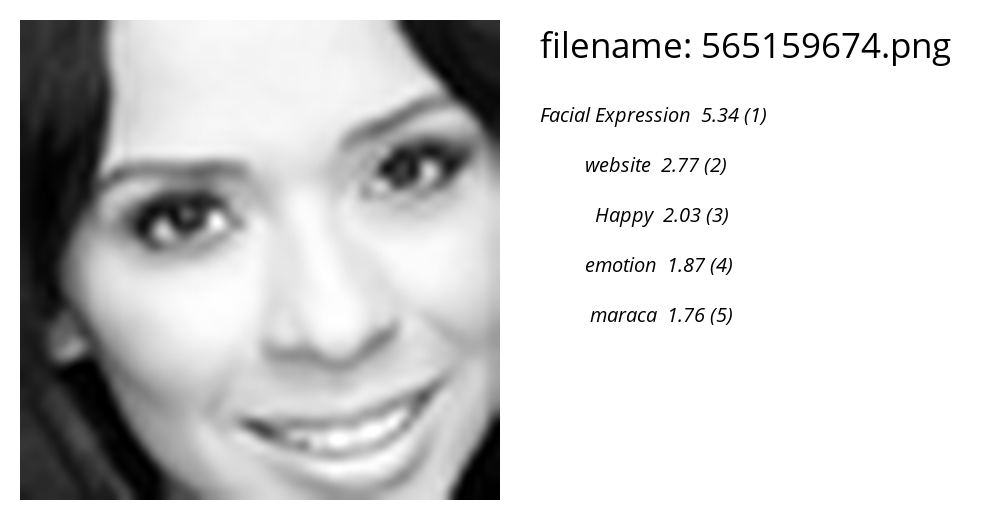 filename: 565159674.png
Facial Expression 5.34 (1)
website 2.77 (2)
Happy 2.03 (3)
emotion 1.87 (4)
maraca 1.76 (5)